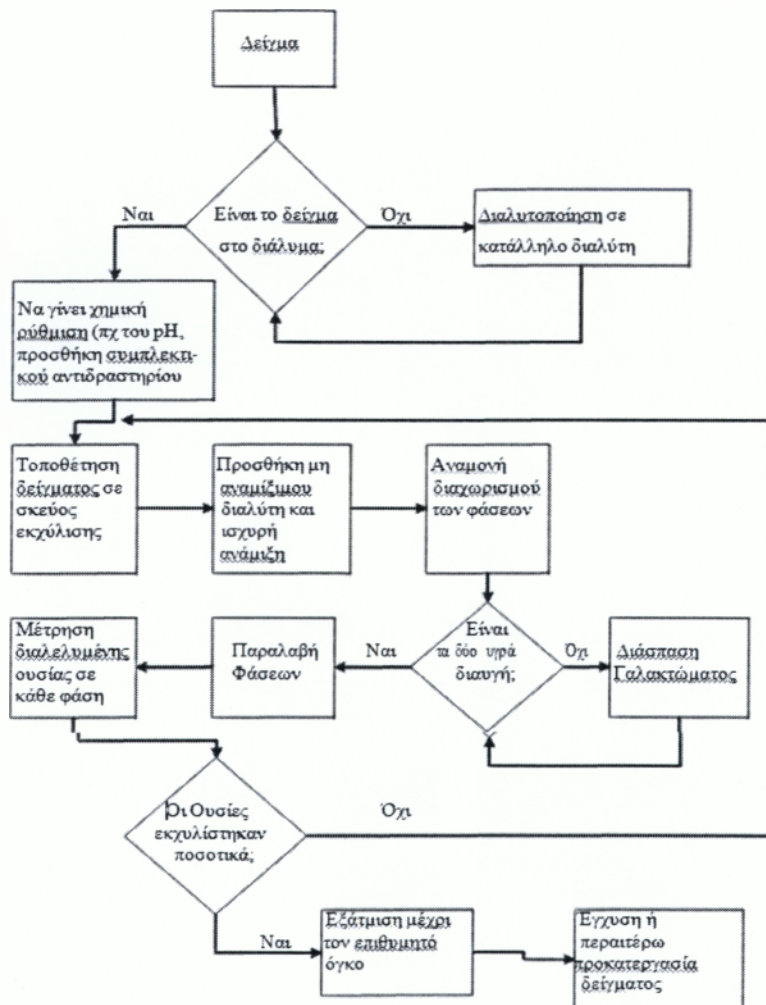 Δείγμα
Είναι το δείγμα
στο διάλυμα;
Ναι
Όχι
Διαλυτοποίηση σε
κατάλληλο διαλύτη
Να γίνει χημική
ρύθμιση (πχ του pH,
προσθήκη συμπλεκτι-
κού αντιδραστηρίου
Τοποθέτηση
δείγματος σε
σκεύος
εκχύλισης
Προσθήκη μη
αναμίξιμου
διαλύτη και
ισχυρή
ανάμιξη
Αναμονή
διαχωρισμού
των φάσεων
Είναι
τα δύο υγρά
διαυγή;
Όχι
Διάσπαση
Γαλακτώματος
Ναι
Παραλαβή
Φάσεων
Μέτρηση
διαλελυμένης
ουσίας σε
κάθε φάση
Οι Ουσίες
εκχυλίστηκαν
ποσοτικά;
Όχι
Ναι
Εξάτμιση μέχρι
τον επιθυμητό
όγκο
Εγχυση ή
περαιτέρω
προκατεργασία
δείγματος